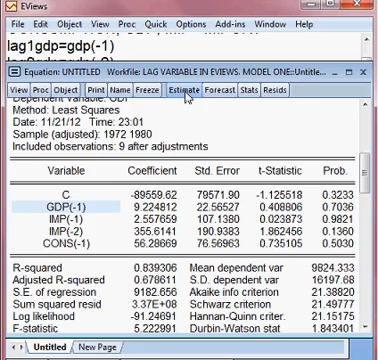 EViews
File Edit Object View Proc Quick Options Add-ins Window Help
lag1gdp=gdp(-1)
Equation: UNTITLED Workfile: LAG VARIABLE IN EVIEWS. MODEL ONE::Untitle...
View Proc Object Print Name Freeze Estimate Forecast Stats Resids
Dependent Variable: GDP
Method: Least Squares
Date: 11/21/12 Time: 23:01
Sample (adjusted): 1972 1980
Included observations: 9 after adjustments
Variable Coefficient Std. Error t-Statistic Prob.
C -89559.62 79571.90 -1.125518 0.3233
GDP(-1) 9.224812 22.56527 0.408806 0.7036
IMP(-1) 2.557659 107.1380 0.023873 0.9821
IMP(-2) 355.6141 190.9383 1.862456 0.1360
CONS(-1) 56.28669 76.56963 0.735105 0.5030
R-squared 0.839306 Mean dependent var 9824.333
Adjusted R-squared 0.678611 S.D. dependent var 16197.68
S.E. of regression 9182.656 Akaike info criterion 21.38820
Sum squared resid 3.37E+08 Schwarz criterion 21.49777
Log likelihood -91.24691 Hannan-Quinn criter. 21.15175
F-statistic 5.222991 Durbin-Watson stat 1.843401
Untitled New Page